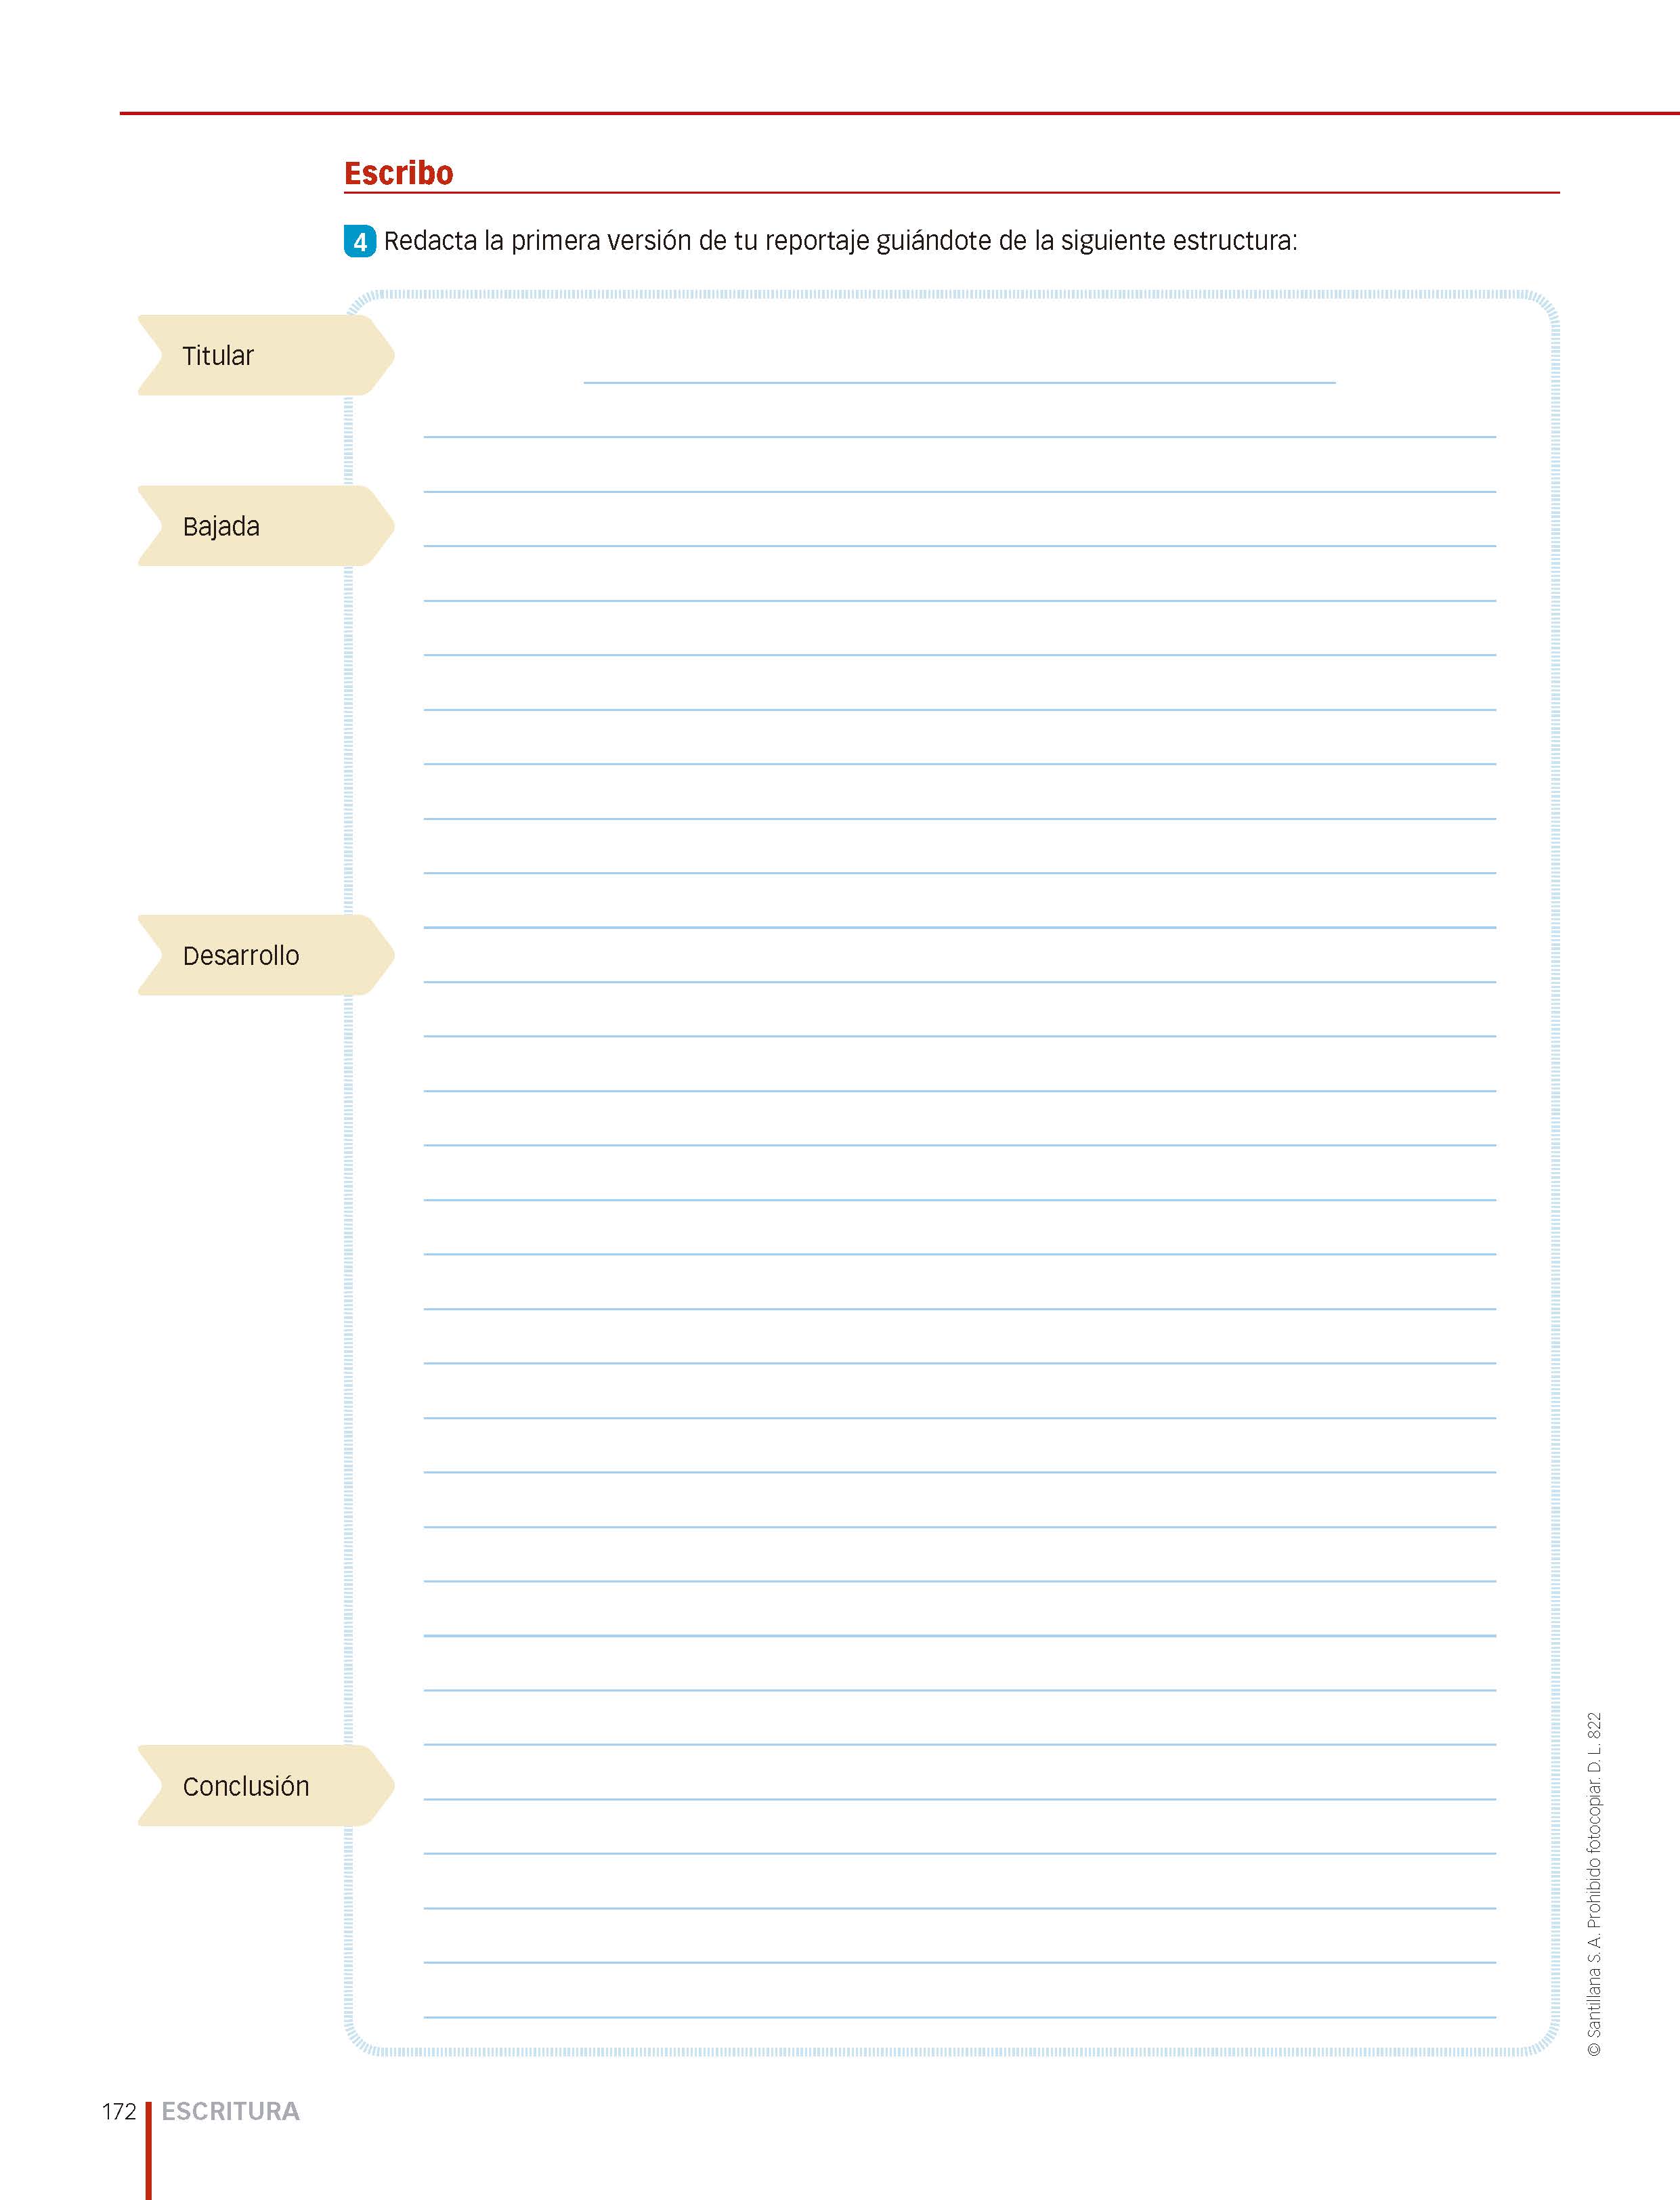 Escribo
4 Redacta la primera versión de tu reportaje guiándote de la siguiente estructura:
Titular
Bajada
Desarrollo
Conclusión
© Santillana S. A. Prohibido fotocopiar. D. L. 822
172 ESCRITURA